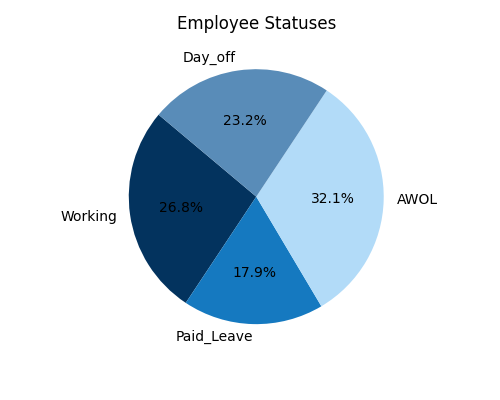 Employee Statuses
Day_off
23.2%
32.1%
AWOL
26.8%
Working
17.9%
Paid_Leave